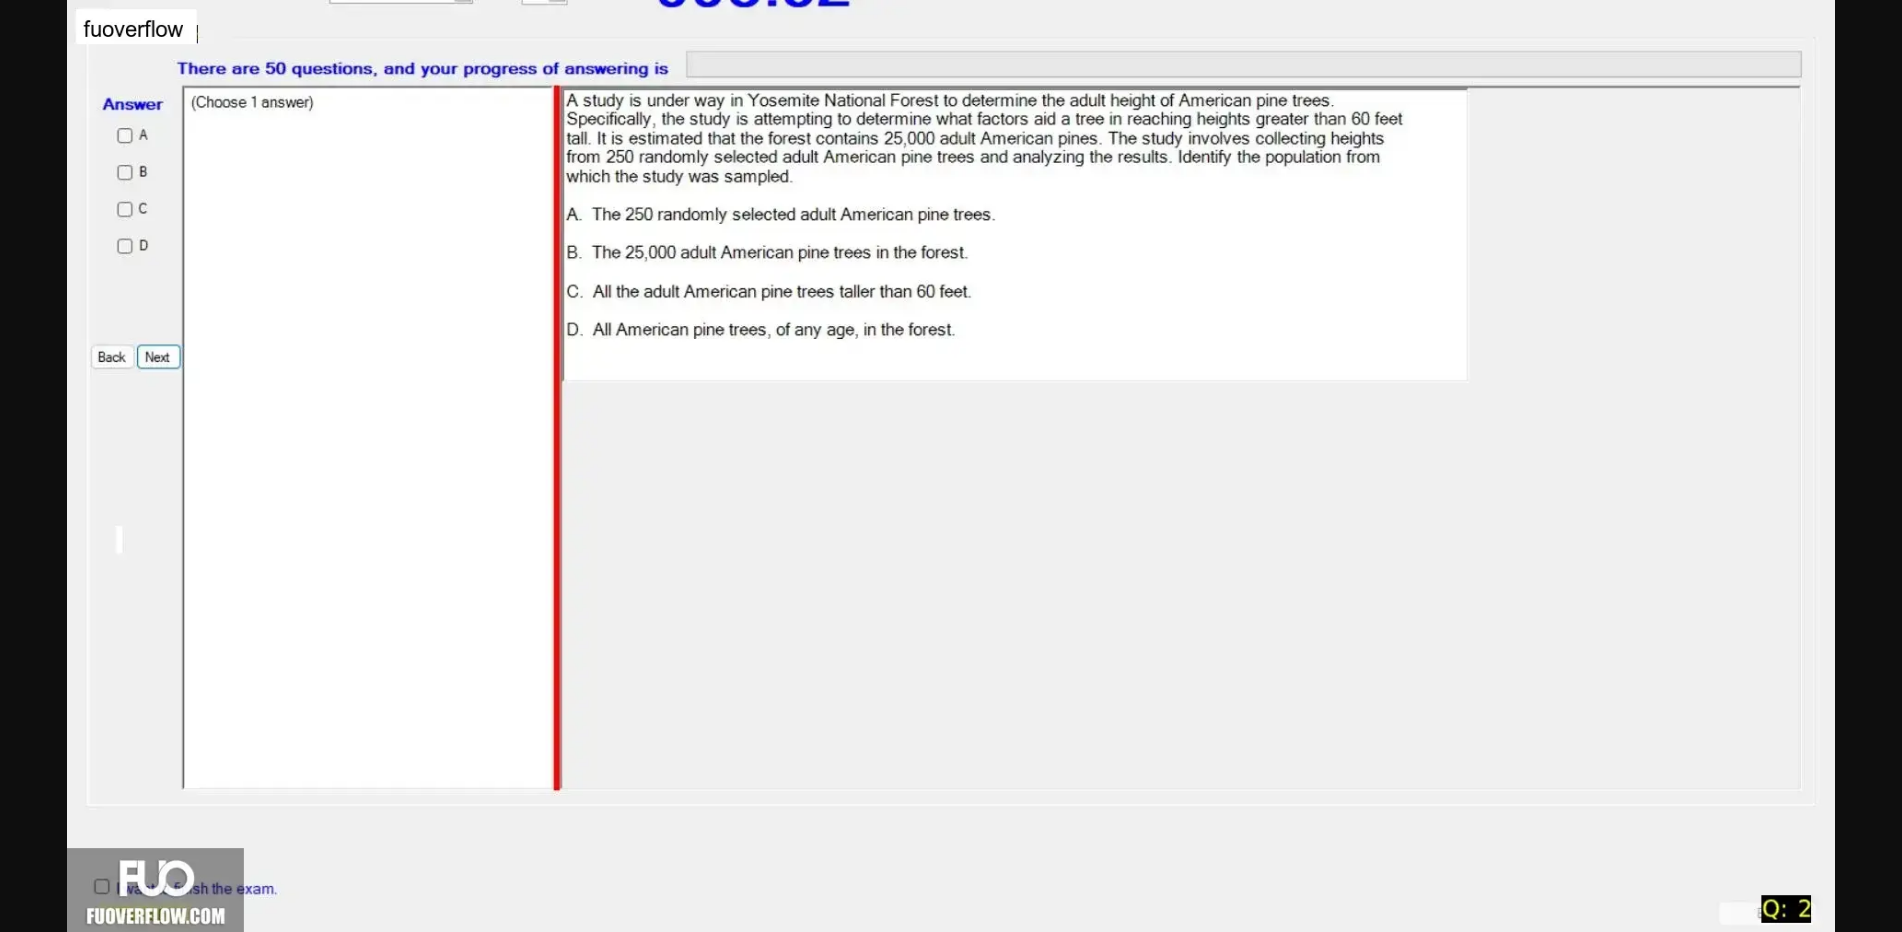 fuoverflow
There are 50 questions, and your progress of answering is
Answer
(Choose 1 answer)
A
B
C
D
Back Next
A study is under way in Yosemite National Forest to determine the adult height of American pine trees.
Specifically, the study is attempting to determine what factors aid a tree in reaching heights greater than 60 feet
tall. It is estimated that the forest contains 25,000 adult American pines. The study involves collecting heights
from 250 randomly selected adult American pine trees and analyzing the results. Identify the population from
which the study was sampled.
A. The 250 randomly selected adult American pine trees.
B. The 25,000 adult American pine trees in the forest.
C. All the adult American pine trees taller than 60 feet.
D. All American pine trees, of any age, in the forest.
FUO
the exam.
FUOVERFLOW.COM
Q: 2